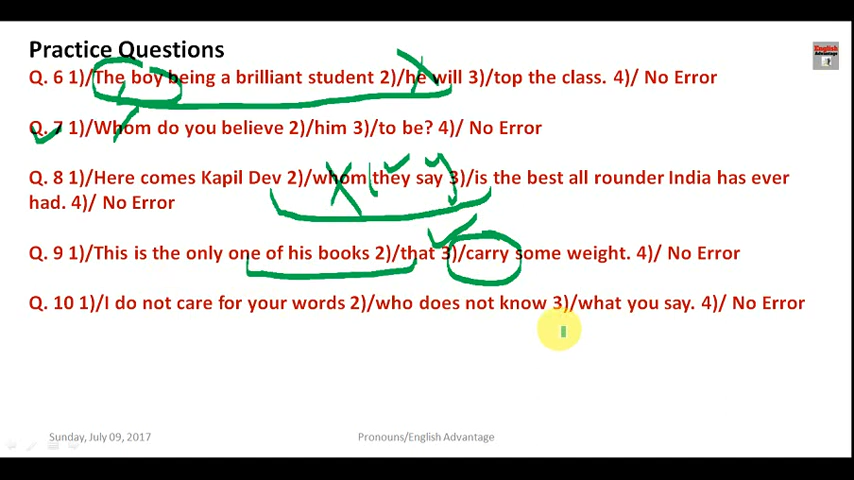 Practice Questions
English
Advantage
Q. 6 1)/The boy being a brilliant student 2)/he will 3)/top the class. 4)/ No Error
Q. 7 1)/Whom do you believe 2)/him 3)/to be? 4)/ No Error
Q. 8 1)/Here comes Kapil Dev 2)/whom they say 3)/is the best all rounder India has ever
had. 4)/ No Error
Q. 9 1)/This is the only one of his books 2)/that 3)/carry some weight. 4)/ No Error
Q. 10 1)/I do not care for your words 2)/who does not know 3)/what you say. 4)/ No Error
Sunday, July 09, 2017
Pronouns/English Advantage